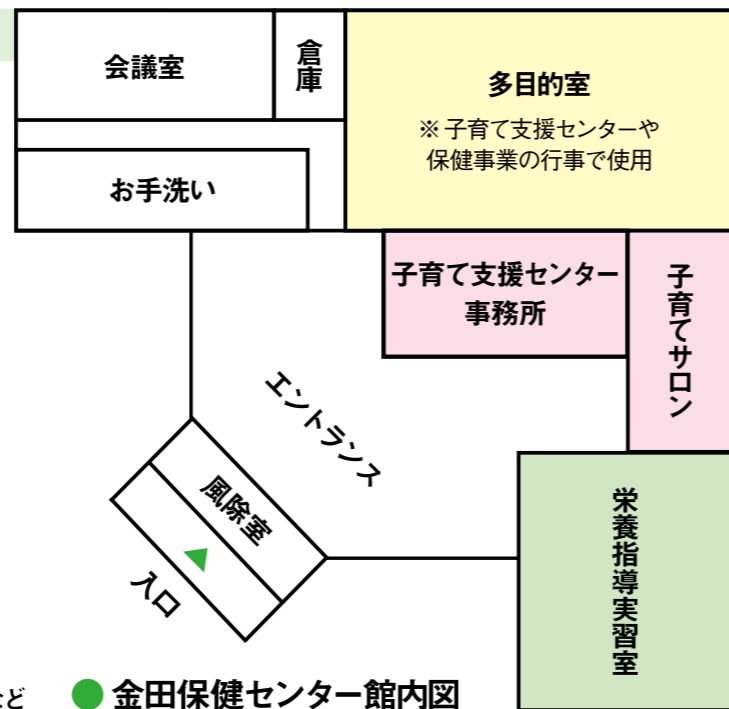 会議室
倉庫
多目的室
※ 子育て支援センターや
保健事業の行事で使用
お手洗い
子育て支援センター
事務所
子育てサロン
エントランス
風除室
入口
栄養指導実習室
など
金田保健センター館内図